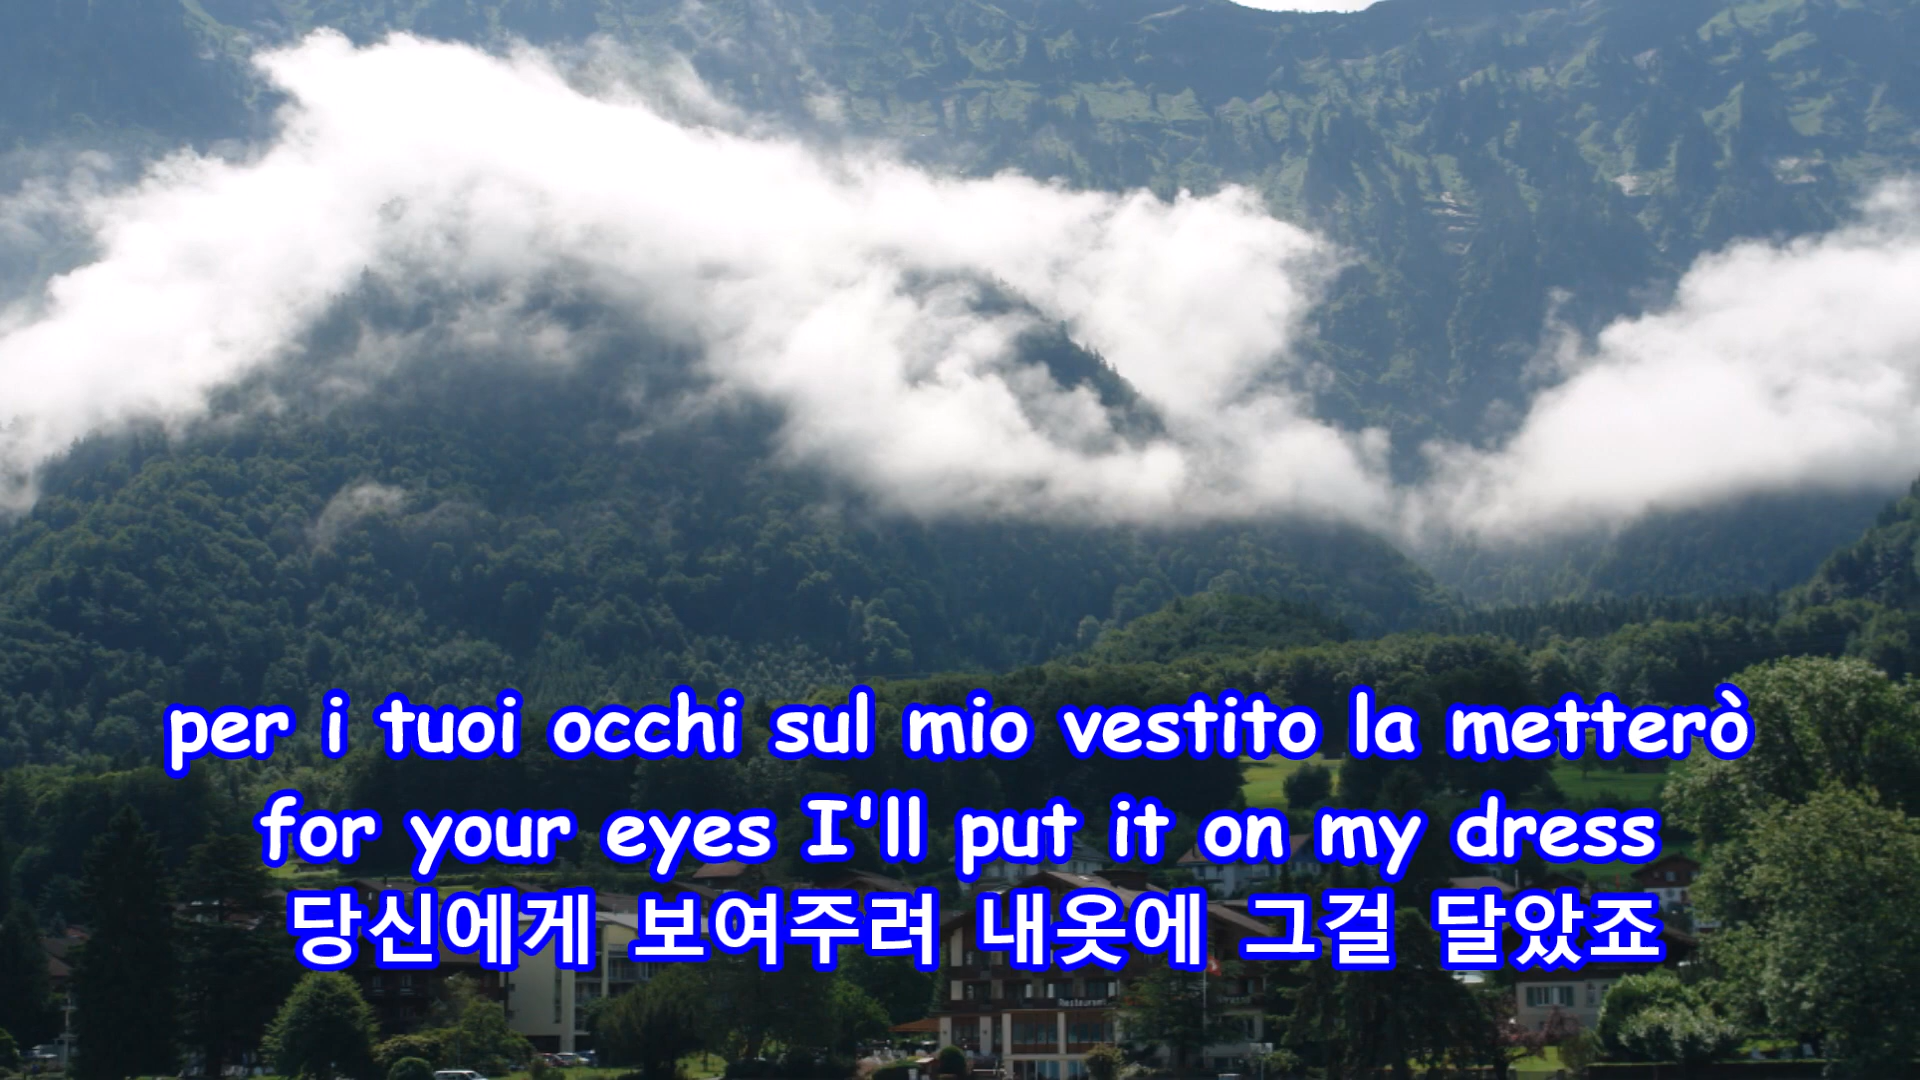 per i tuoi occhi sul mio vestito la metterò
for your eyes I'll put it on my dress
당신에게 보여주려 내옷에 그걸 달았죠
Restaurant